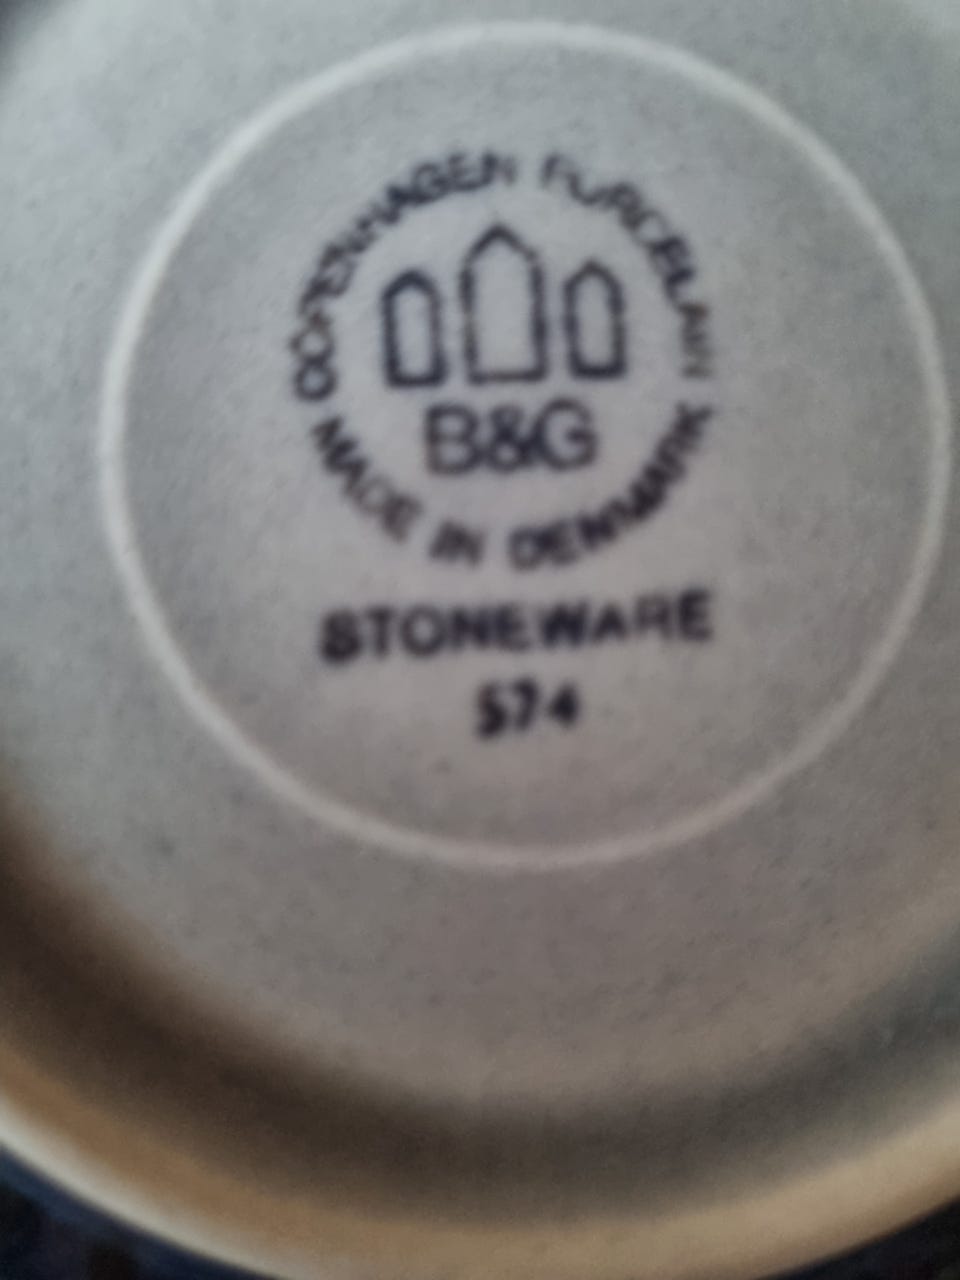 COPENHAGEN PORCELAIN
B&G
MADE IN DENMARK
STONEWARE
574